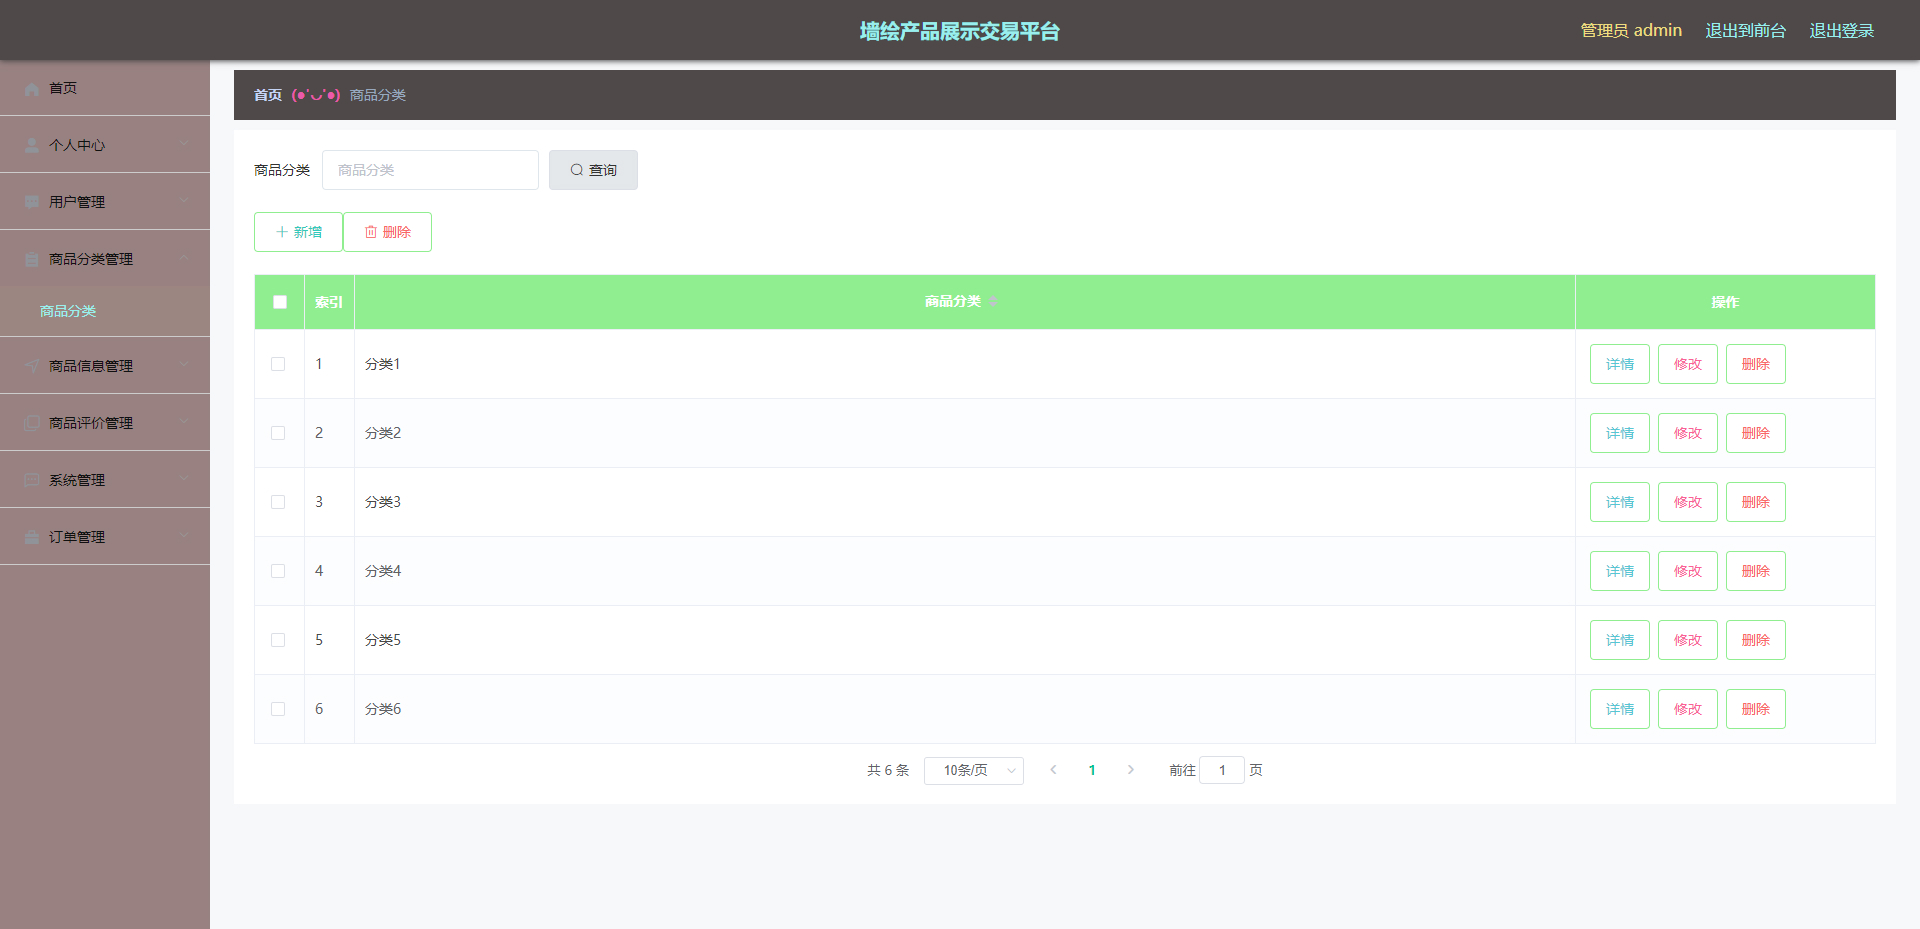 墙绘产品展示交易平台
管理员 admin 退出到前台 退出登录
首页
个人中心
用户管理
商品分类管理
商品分类
商品信息管理
商品评价管理
系统管理
订单管理
首页 (●'◡'●) 商品分类
商品分类 商品分类 查询
新增 删除
索引 商品分类 操作
1 分类1 详情 修改 删除
2 分类2 详情 修改 删除
3 分类3 详情 修改 删除
4 分类4 详情 修改 删除
5 分类5 详情 修改 删除
6 分类6 详情 修改 删除
共 6 条 10条/页 1 前往 1 页